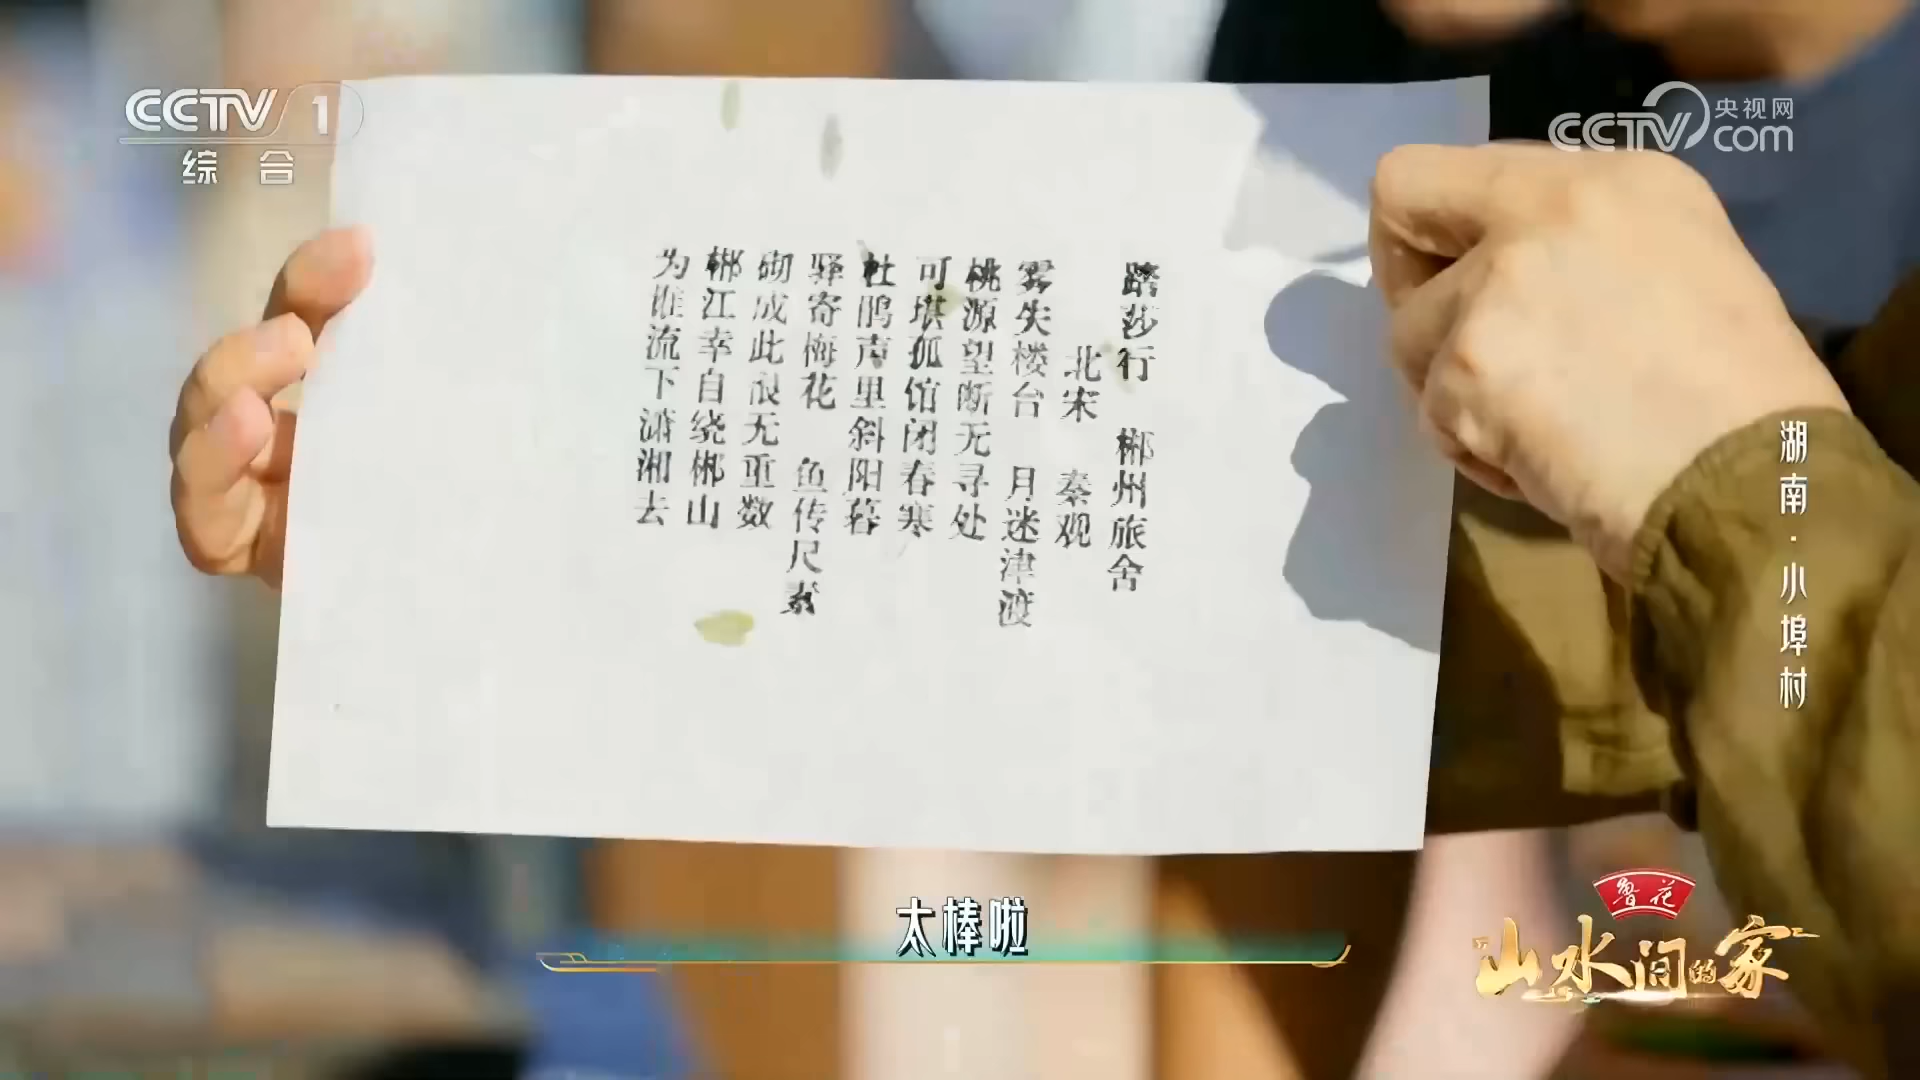 CCTV 1
综合
央视网
CCTV com
踏莎行 郴州旅舍
北宋 秦观
雾失楼台 月迷津渡
桃源望断无寻处
可堪孤馆闭春寒
杜鹃声里斜阳暮
驿寄梅花 鱼传尺素
砌成此恨无重数
郴江幸自绕郴山
为谁流下潇湘去
湖南·小埠村
太棒啦
鲁花
山水间的家